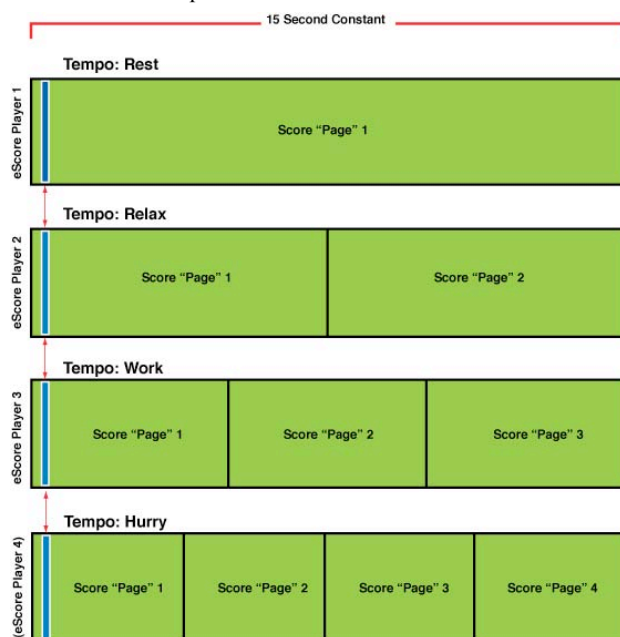 15 Second Constant
Tempo: Rest
eScore Player 1
Score “Page” 1
Tempo: Relax
eScore Player 2
Score “Page” 1
Score “Page” 2
Tempo: Work
eScore Player 3
Score “Page” 1
Score “Page” 2
Score “Page” 3
Tempo: Hurry
(eScore Player 4)
Score “Page” 1
Score “Page” 2
Score “Page” 3
Score “Page” 4